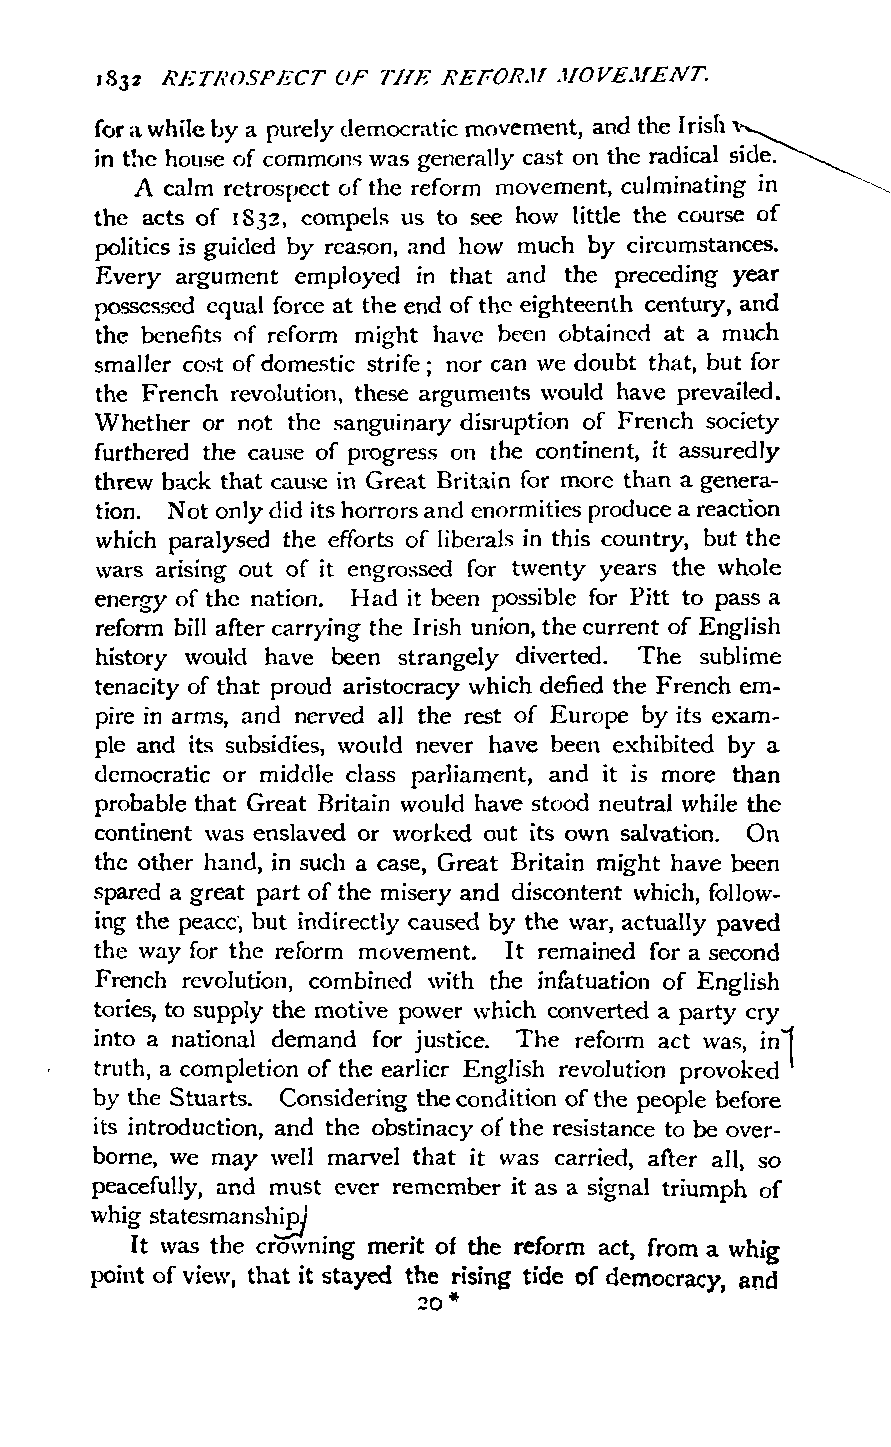 1832 RETROSPECT OF THE REFORM MOVEMENT.
for a while by a purely democratic movement, and the Irish
in the house of commons was generally cast on the radical side.
A calm retrospect of the reform movement, culminating in
the acts of 1832, compels us to see how little the course of
politics is guided by reason, and how much by circumstances.
Every argument employed in that and the preceding year
possessed equal force at the end of the eighteenth century, and
the benefits of reform might have been obtained at a much
smaller cost of domestic strife; nor can we doubt that, but for
the French revolution, these arguments would have prevailed.
Whether or not the sanguinary disruption of French society
furthered the cause of progress on the continent, it assuredly
threw back that cause in Great Britain for more than a genera-
tion. Not only did its horrors and enormities produce a reaction
which paralysed the efforts of liberals in this country, but the
wars arising out of it engrossed for twenty years the whole
energy of the nation. Had it been possible for Pitt to pass a
reform bill after carrying the Irish union, the current of English
history would have been strangely diverted. The sublime
tenacity of that proud aristocracy which defied the French em-
pire in arms, and nerved all the rest of Europe by its exam-
ple and its subsidies, would never have been exhibited by a
democratic or middle class parliament, and it is more than
probable that Great Britain would have stood neutral while the
continent was enslaved or worked out its own salvation. On
the other hand, in such a case, Great Britain might have been
spared a great part of the misery and discontent which, follow-
ing the peace, but indirectly caused by the war, actually paved
the way for the reform movement. It remained for a second
French revolution, combined with the infatuation of English
tories, to supply the motive power which converted a party cry
into a national demand for justice. The reform act was, in
truth, a completion of the earlier English revolution provoked
by the Stuarts. Considering the condition of the people before
its introduction, and the obstinacy of the resistance to be over-
borne, we may well marvel that it was carried, after all, so
peacefully, and must ever remember it as a signal triumph of
whig statesmanship
It was the crowning merit of the reform act, from a whig
point of view, that it stayed the rising tide of democracy, and
20 *